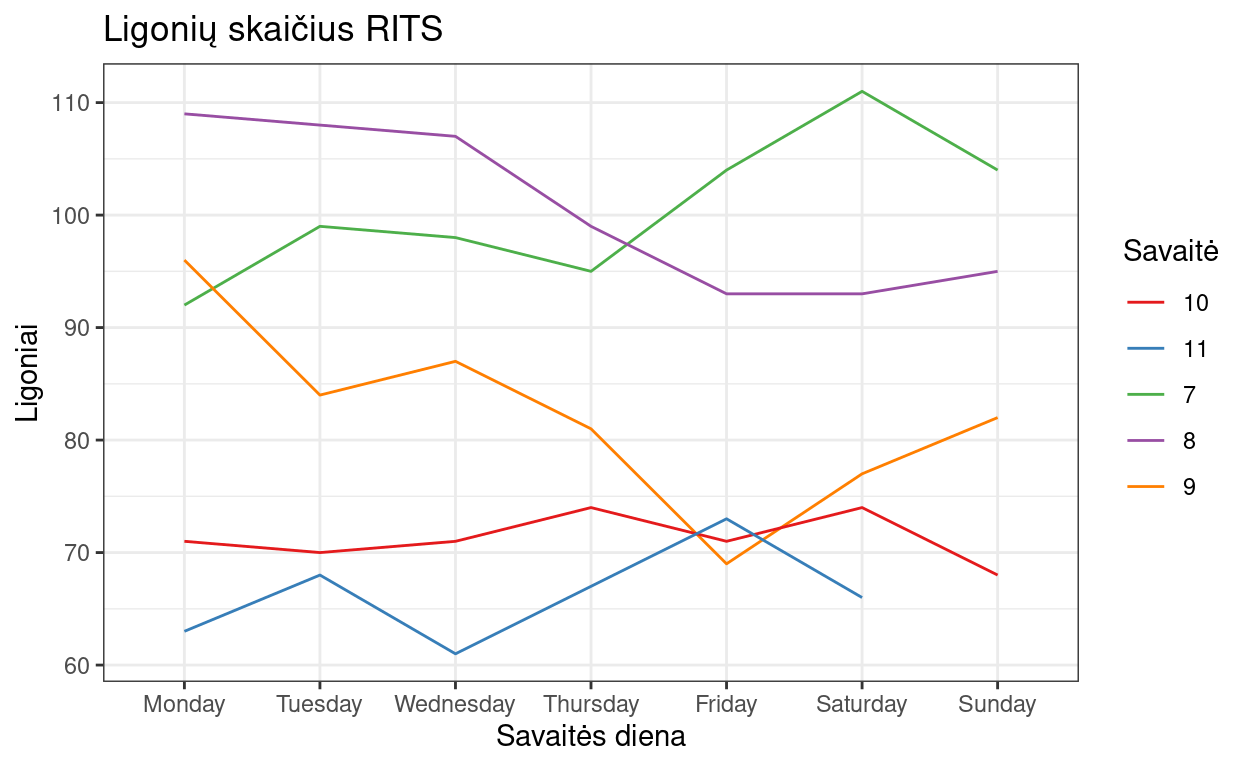 Ligonių skaičius RITS
Ligoniai
110
100
90
80
70
60
Monday Tuesday Wednesday Thursday Friday Saturday Sunday
Savaitės diena
Savaitė
10
11
7
8
9